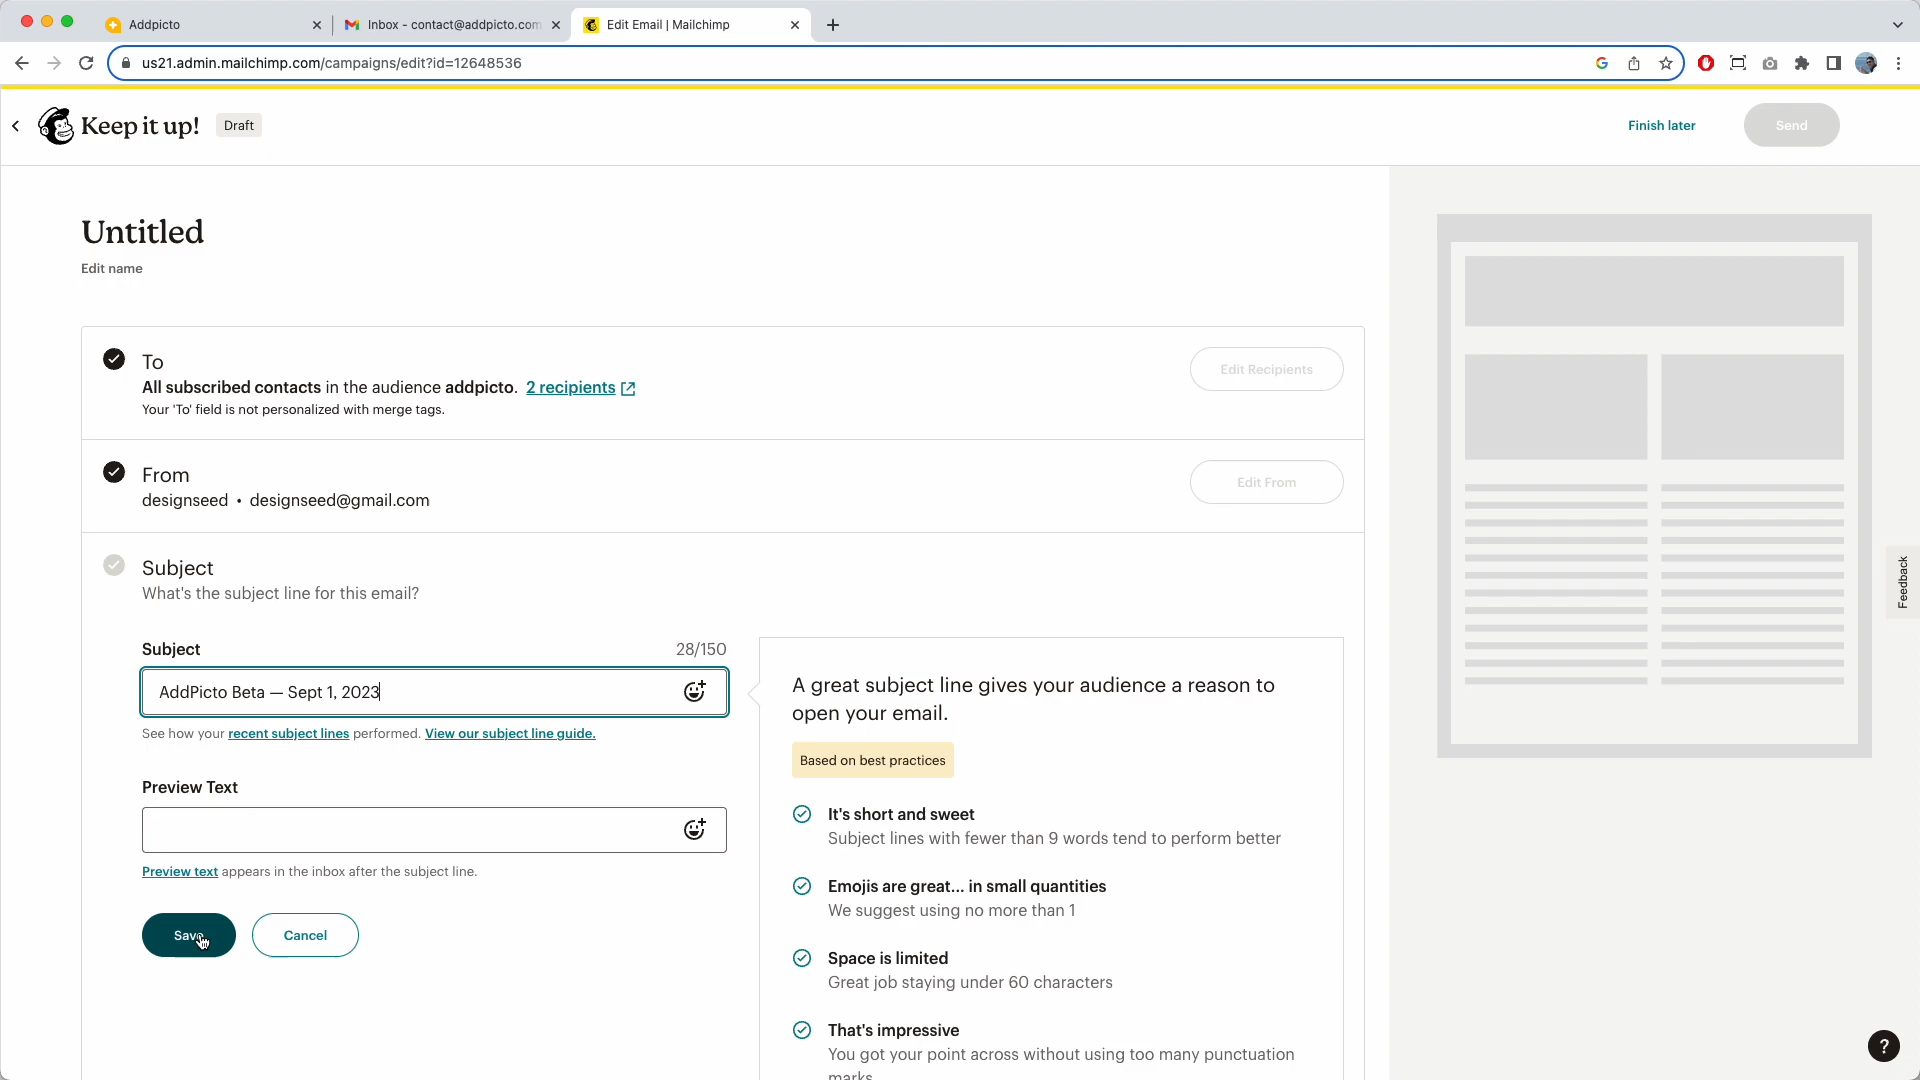 Addpicto
Inbox - contact@addpicto.com
Edit Email | Mailchimp
us21.admin.mailchimp.com/campaigns/edit?id=12648536
Keep it up!
Draft
Finish later
Send
Untitled
Edit name
To
All subscribed contacts in the audience addpicto. 2 recipients
Your 'To' field is not personalized with merge tags.
Edit Recipients
From
designseed • designseed@gmail.com
Edit From
Subject
What's the subject line for this email?
Subject
28/150
AddPicto Beta — Sept 1, 2023
See how your recent subject lines performed. View our subject line guide.
Preview Text
Preview text appears in the inbox after the subject line.
Save
Cancel
A great subject line gives your audience a reason to
open your email.
Based on best practices
It's short and sweet
Subject lines with fewer than 9 words tend to perform better
Emojis are great... in small quantities
We suggest using no more than 1
Space is limited
Great job staying under 60 characters
That's impressive
You got your point across without using too many punctuation
marks
Feedback
?